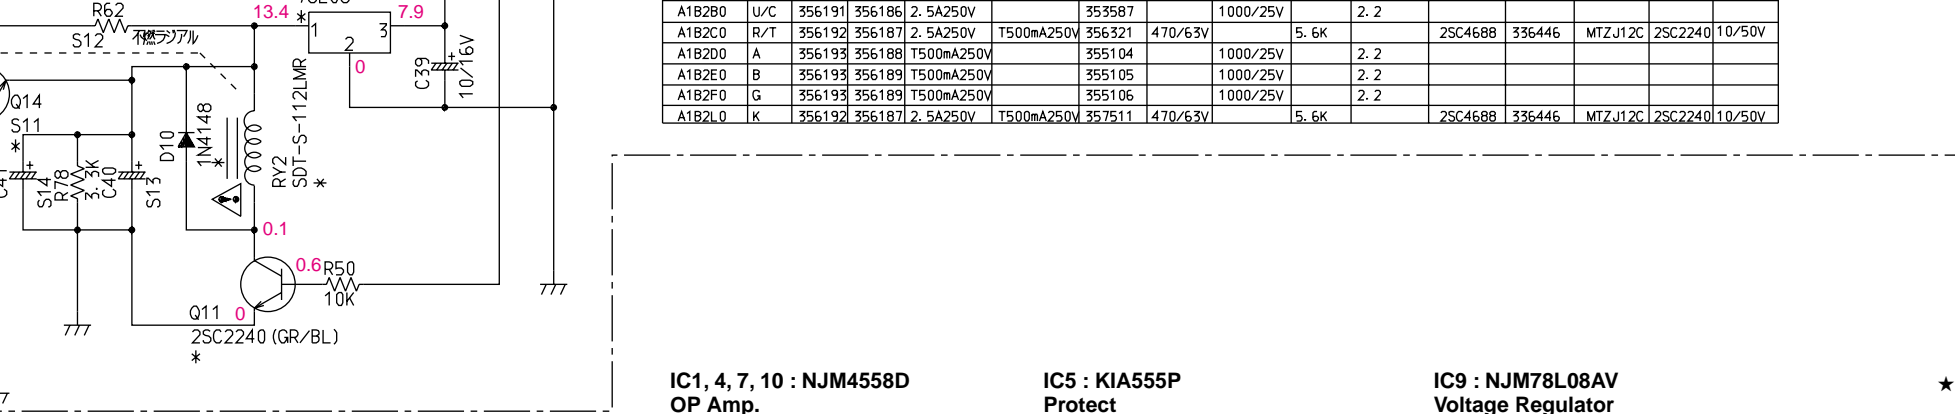 R62
S12
不燃ラジアル
13.4
*
1
2
3
7.9
0
C39
+
10/16V
Q14
S11
*
+
S14
R78
3.3K
C40
+
S13
D10
1N4148
*
RY2
SDT-S-112LMR
*
0.1
0.6
R50
10K
Q11
0
2SC2240 (GR/BL)
*
A1B2B0 U/C 356191 356186 2.5A250V 353587 1000/25V 2.2
A1B2C0 R/T 356192 356187 2.5A250V T500mA250V 356321 470/63V 5.6K 2SC4688 336446 MTZJ12C 2SC2240 10/50V
A1B2D0 A 356193 356188 T500mA250V 355104 1000/25V 2.2
A1B2E0 B 356193 356189 T500mA250V 355105 1000/25V 2.2
A1B2F0 G 356193 356189 T500mA250V 355106 1000/25V 2.2
A1B2L0 K 356192 356187 2.5A250V T500mA250V 357511 470/63V 5.6K 2SC4688 336446 MTZJ12C 2SC2240 10/50V
IC1, 4, 7, 10 : NJM4558D
OP Amp.
IC5 : KIA555P
Protect
IC9 : NJM78L08AV
Voltage Regulator
★